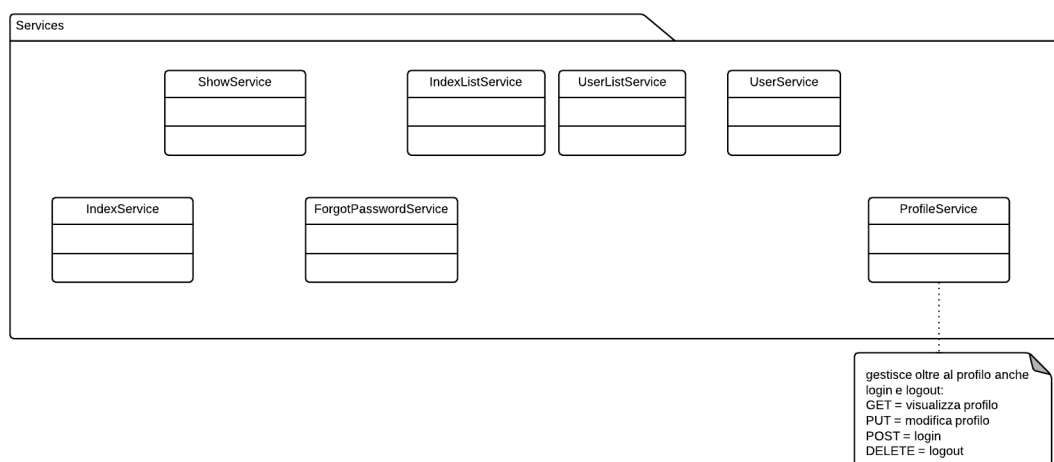 Services
ShowService
IndexListService
UserListService
UserService
IndexService
ForgotPasswordService
ProfileService
gestisce oltre al profilo anche
login e logout:
GET = visualizza profilo
PUT = modifica profilo
POST = login
DELETE = logout